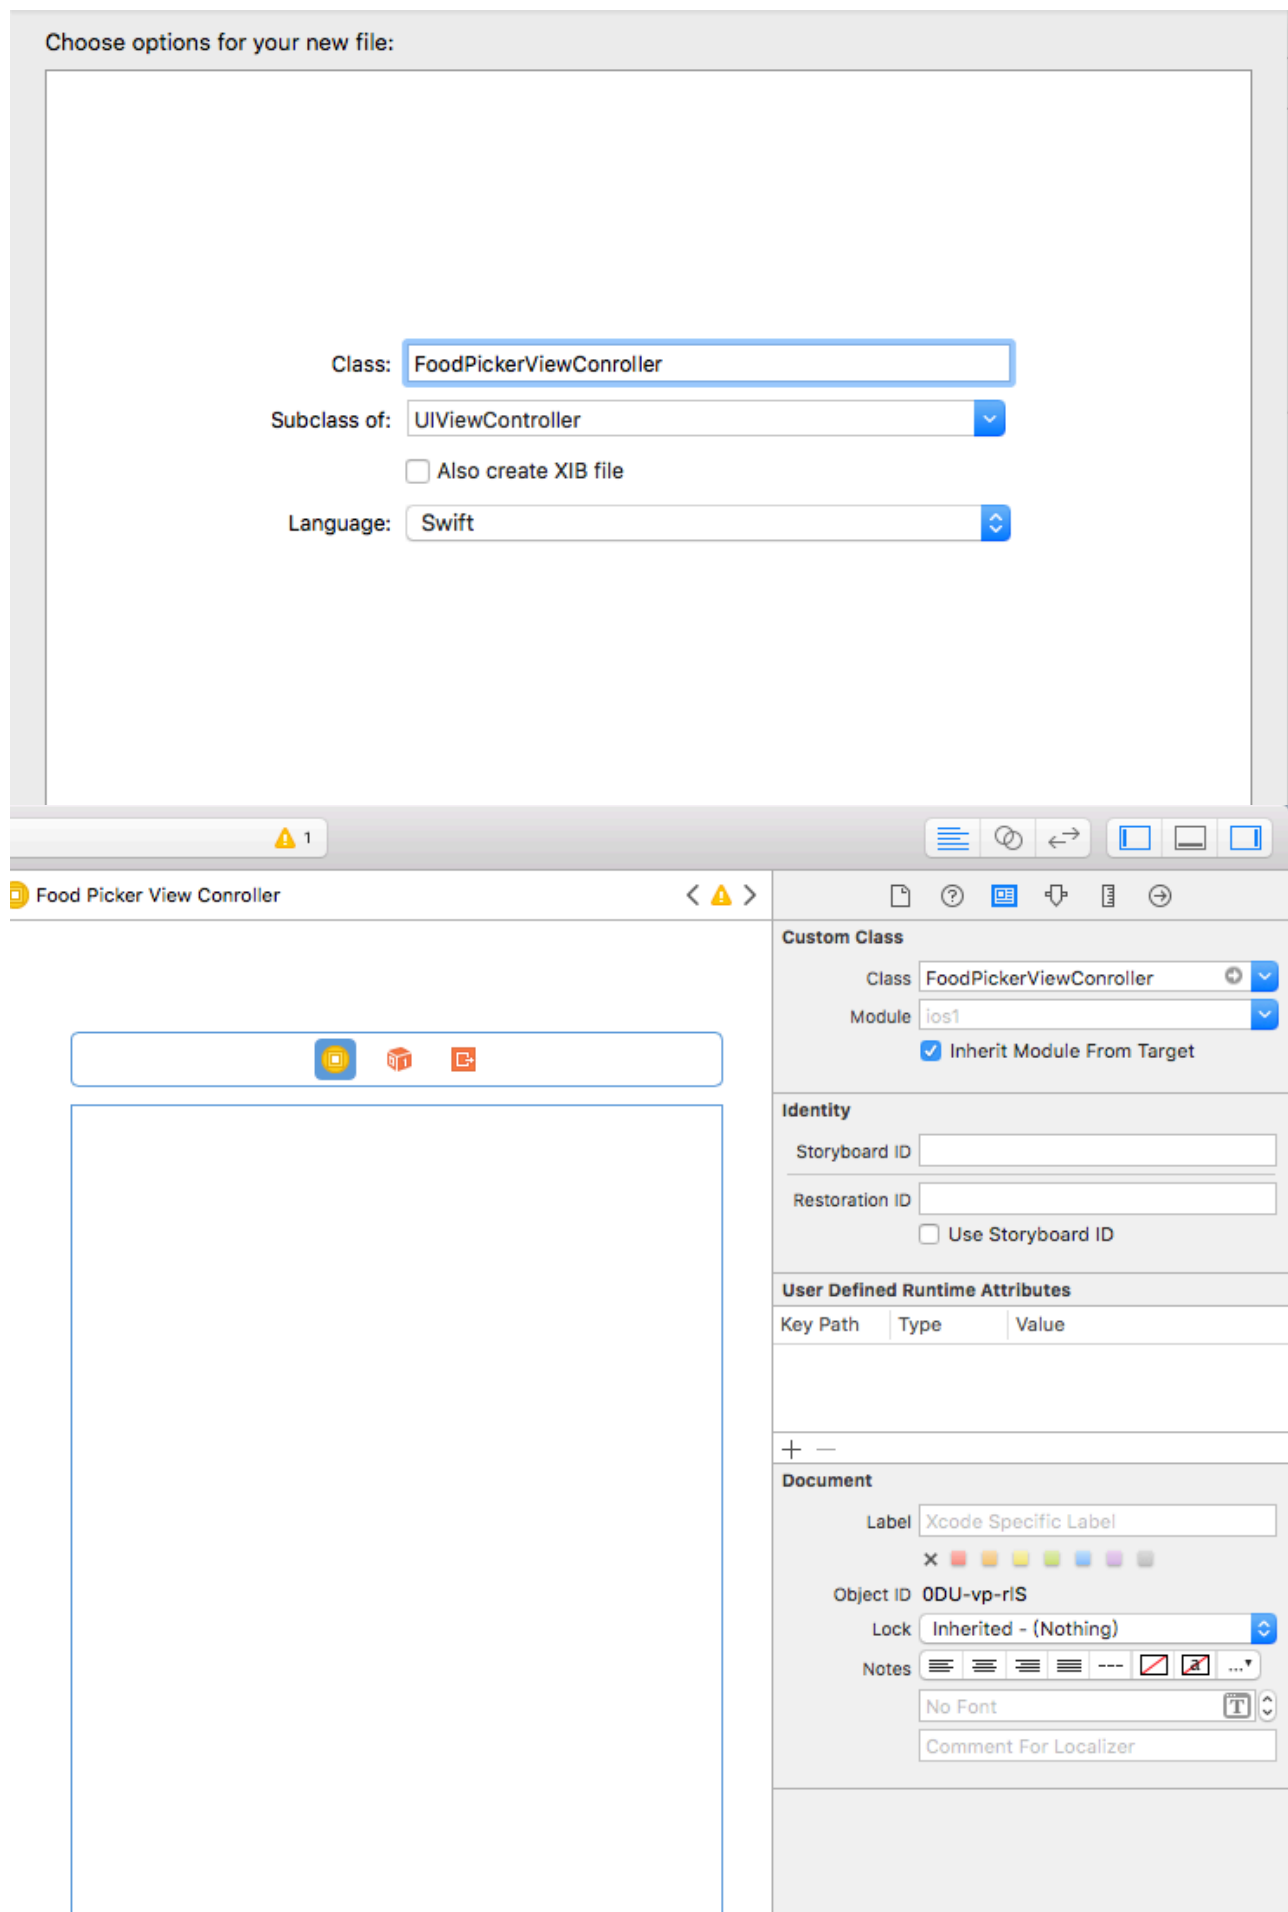 Choose options for your new file:
Class: FoodPickerViewConroller
Subclass of: UIViewController
Also create XIB file
Language: Swift
1
Food Picker View Conroller
Custom Class
Class FoodPickerViewConroller
Module ios1
Inherit Module From Target
Identity
Storyboard ID
Restoration ID
Use Storyboard ID
User Defined Runtime Attributes
Key Path Type Value
Document
Label Xcode Specific Label
Object ID 0DU-vp-rlS
Lock Inherited - (Nothing)
Notes
No Font
Comment For Localizer